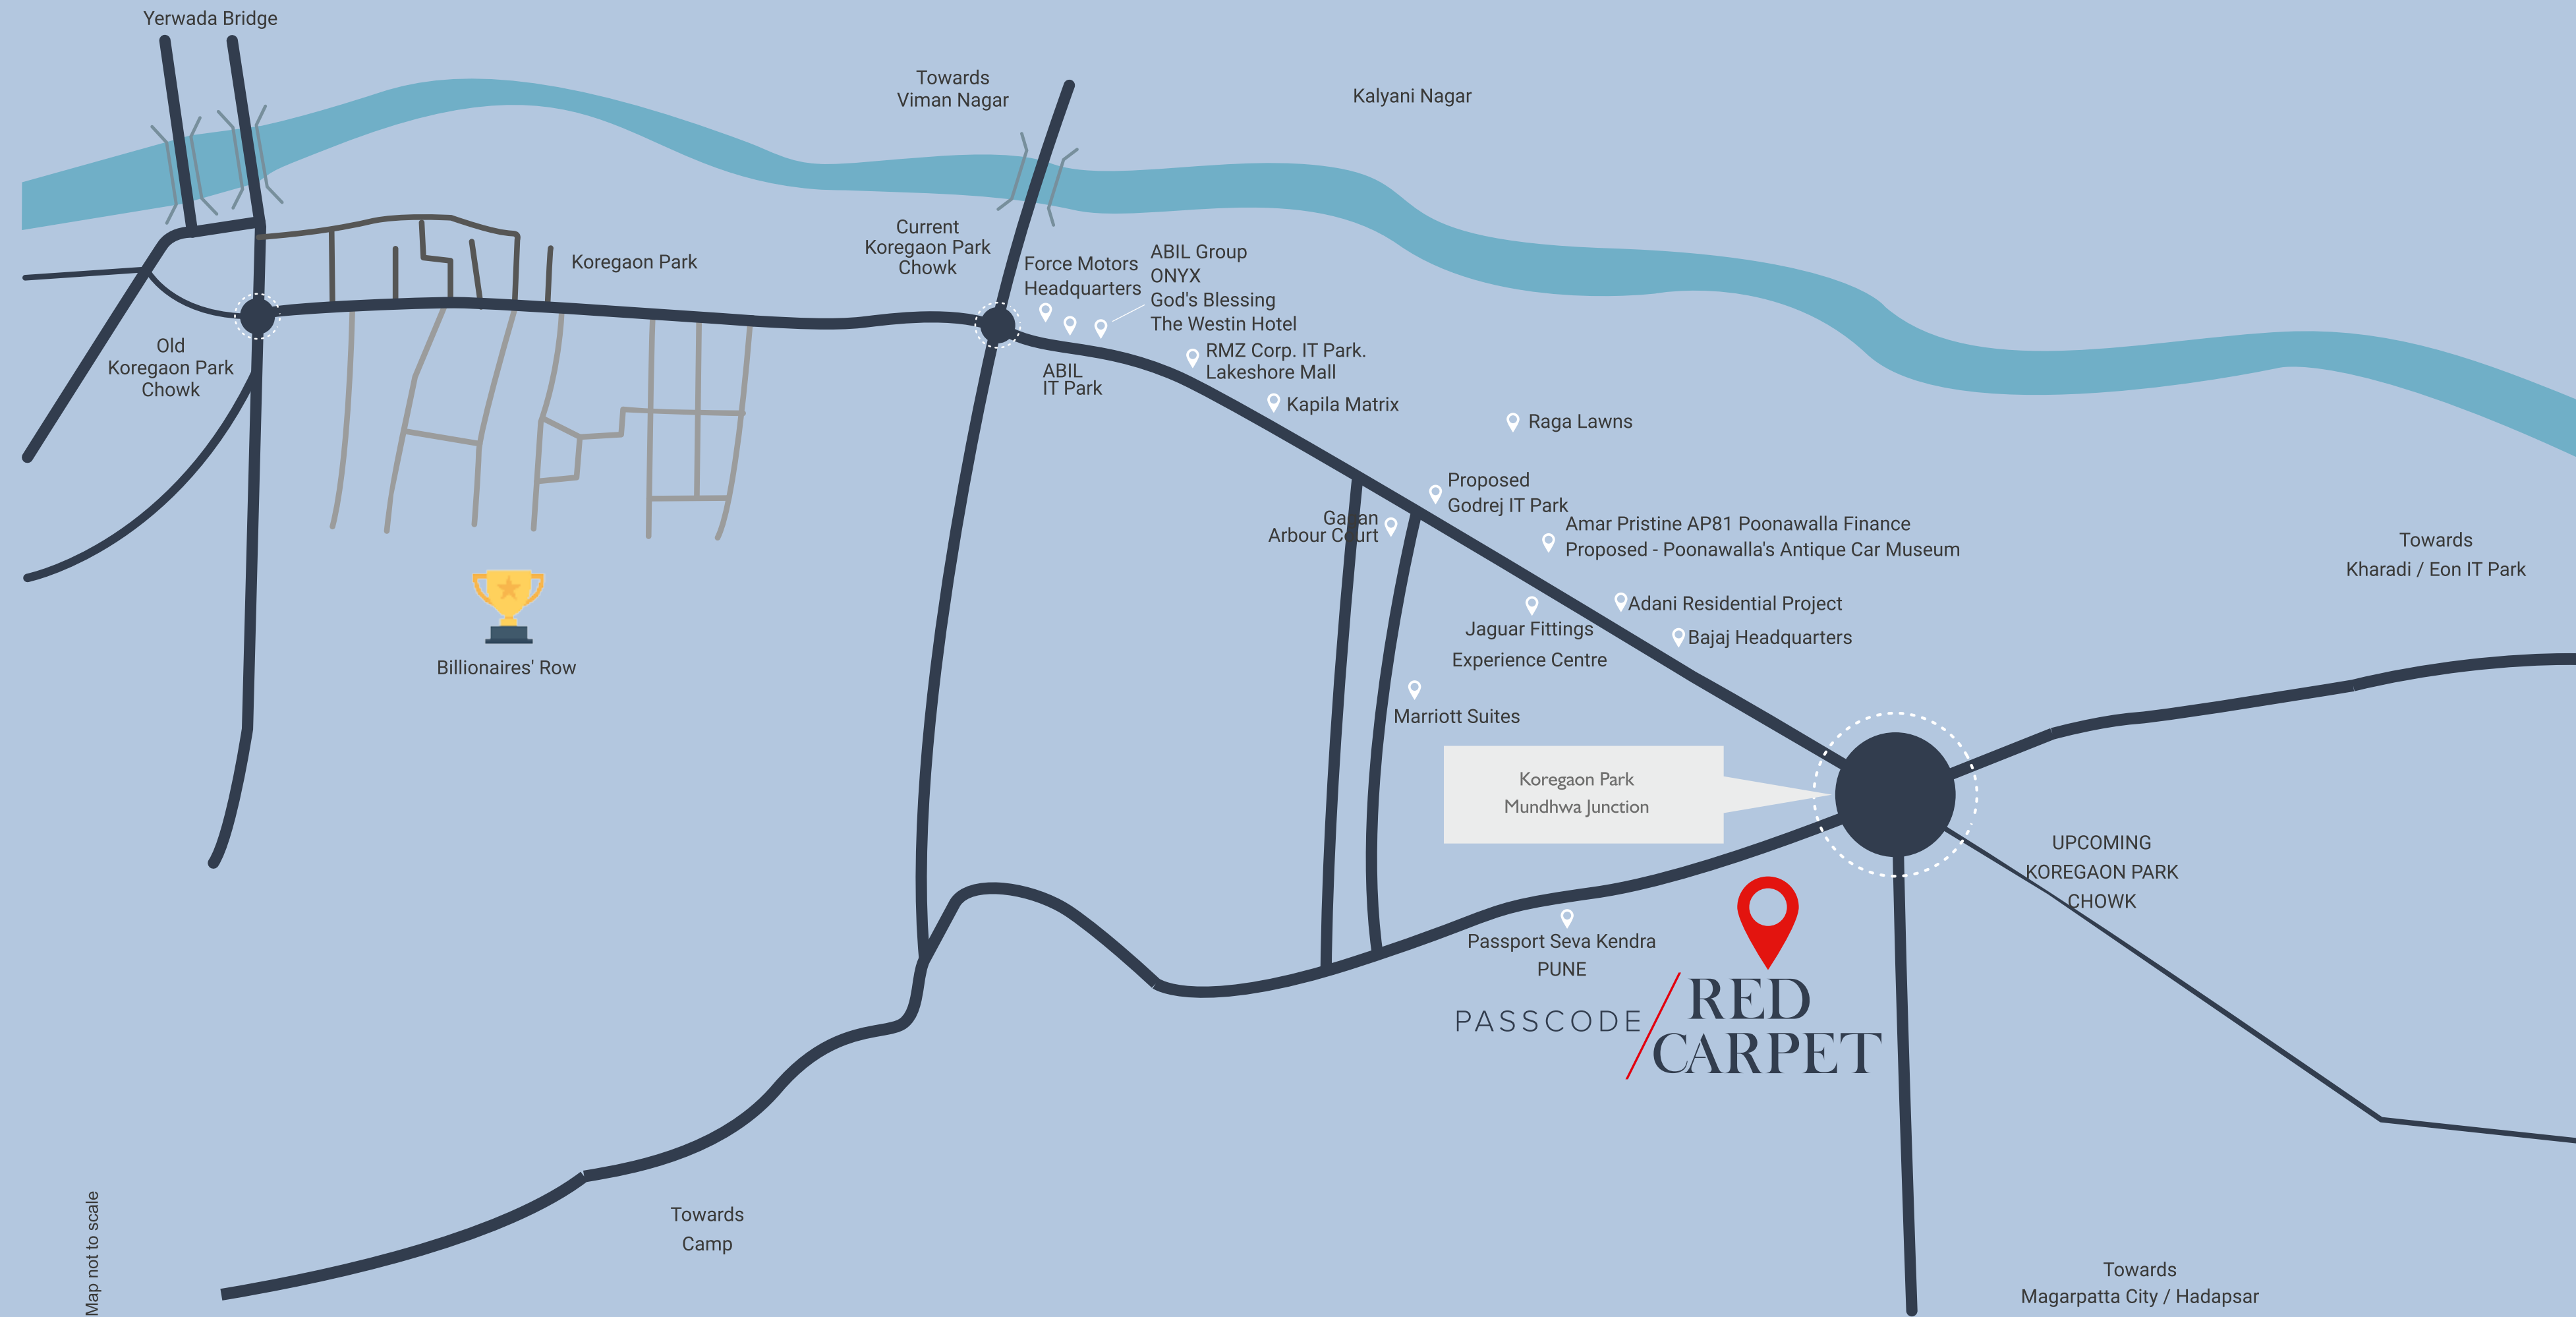 Yerwada Bridge
Towards
Viman Nagar
Kalyani Nagar
Current
Koregaon Park
Chowk
Koregaon Park
Force Motors
Headquarters
ABIL Group
ONYX
God's Blessing
The Westin Hotel
Old
Koregaon Park
Chowk
ABIL
IT Park
RMZ Corp. IT Park.
Lakeshore Mall
Kapila Matrix
Raga Lawns
Proposed
Godrej IT Park
Gagan
Arbour Court
Amar Pristine AP81 Poonawalla Finance
Proposed - Poonawalla's Antique Car Museum
Towards
Kharadi / Eon IT Park
Adani Residential Project
Jaguar Fittings
Experience Centre
Bajaj Headquarters
Billionaires' Row
Marriott Suites
Koregaon Park
Mundhwa Junction
UPCOMING
KOREGAON PARK
CHOWK
Passport Seva Kendra
PUNE
PASSCODE
RED
CARPET
Towards
Camp
Towards
Magarpatta City / Hadapsar
Map not to scale